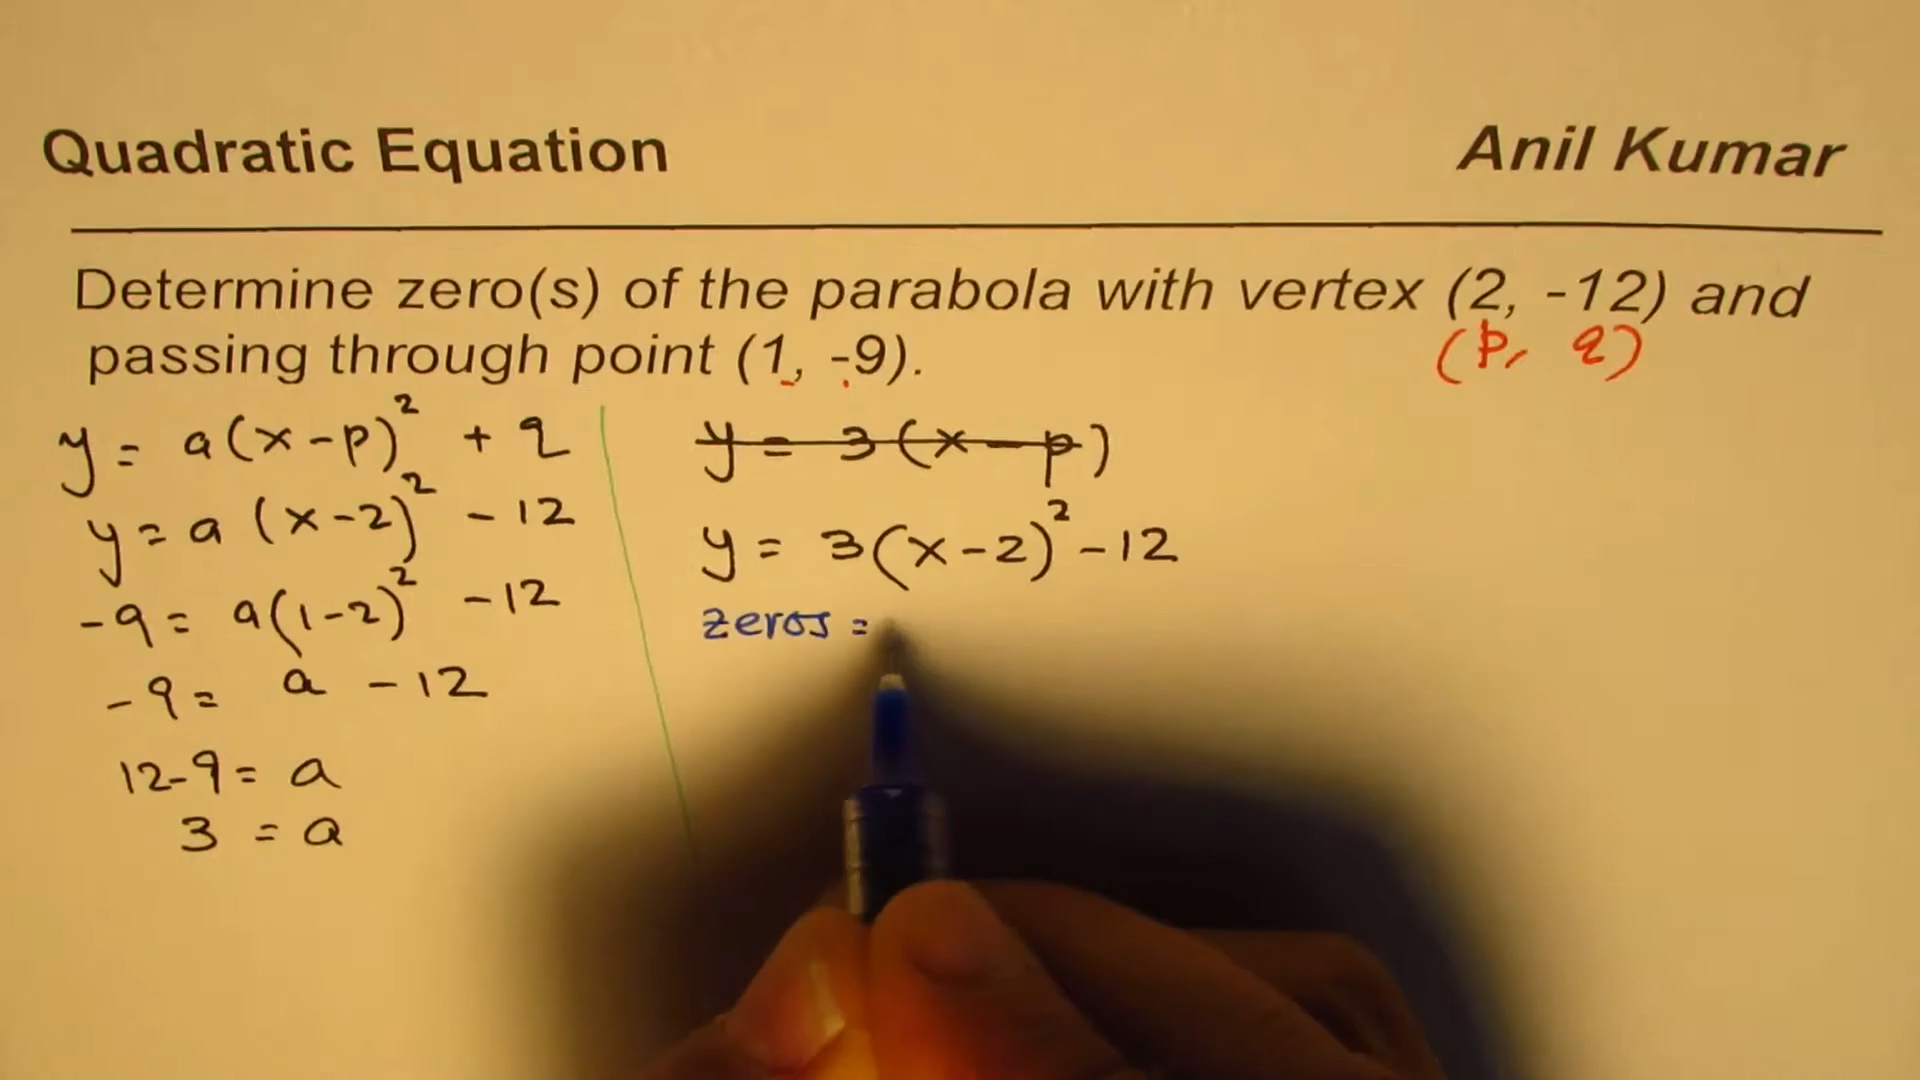 Quadratic Equation Anil Kumar
Determine zero(s) of the parabola with vertex (2, -12) and
(p, q)
passing through point (1, -9).
y = a(x-p)² + q
y = a (x-2)² - 12
-9 = a(1-2)² - 12
-9 = a - 12
12-9 = a
3 = a
y = 3(x-p)
y = 3(x-2)² - 12
zeros =